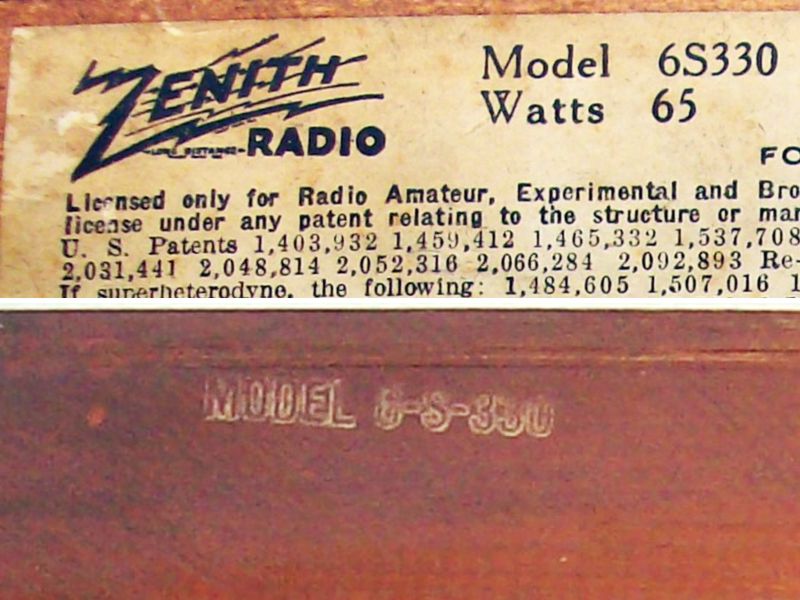 ZENITH
LONG DISTANCE
RADIO
Model 6S330
Watts 65
FO
Licensed only for Radio Amateur, Experimental and Bro
license under any patent relating to the structure or man
U. S. Patents 1,403,932 1,459,412 1,465,332 1,537,708
2,031,441 2,048,814 2,052,316 2,066,284 2,092,893 Re-
If superheterodyne, the following: 1,484,605 1,507,016 1
MODEL 6-S-330